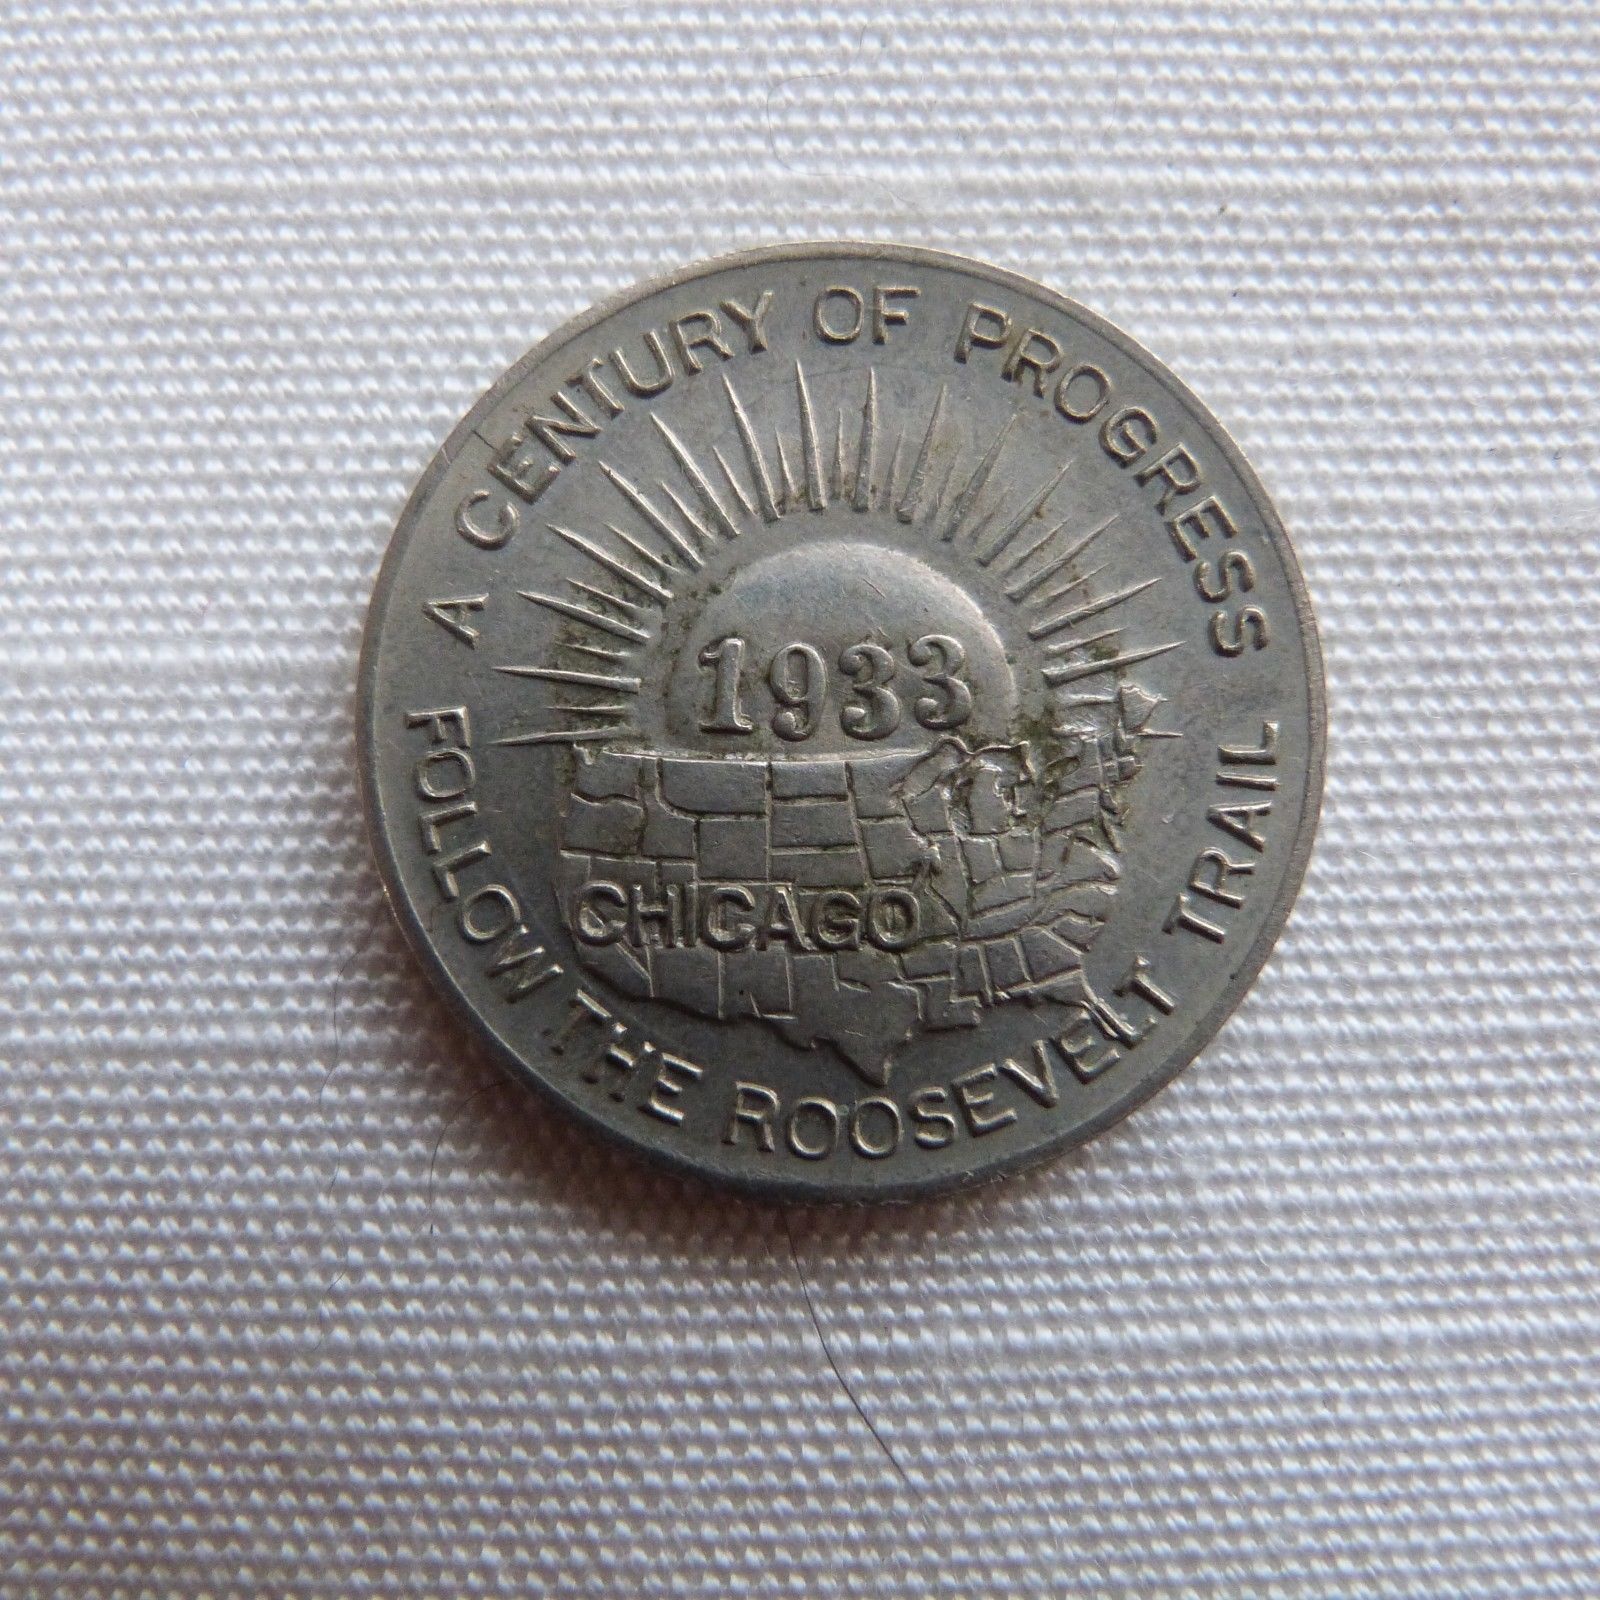 A CENTURY OF PROGRESS
1933
CHICAGO
FOLLOW THE ROOSEVELT TRAIL